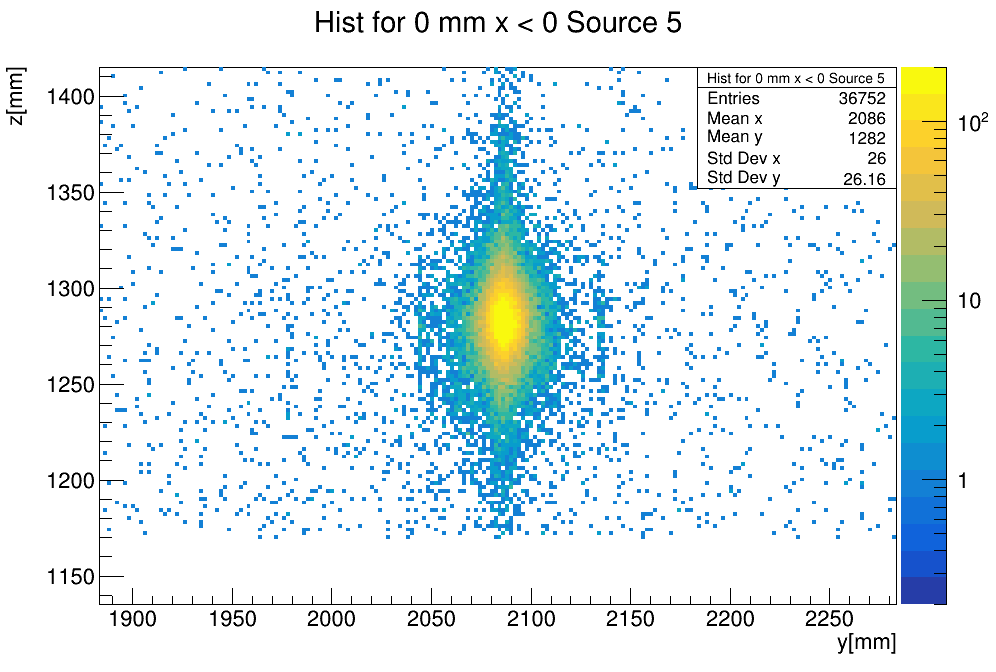 Hist for 0 mm x < 0 Source 5
z[mm]
Hist for 0 mm x < 0 Source 5
Entries 36752
Mean x 2086
Mean y 1282
Std Dev x 26
Std Dev y 26.16
1400
1350
1300
1250
1200
1150
10²
10
1
1900 1950 2000 2050 2100 2150 2200 2250
y[mm]